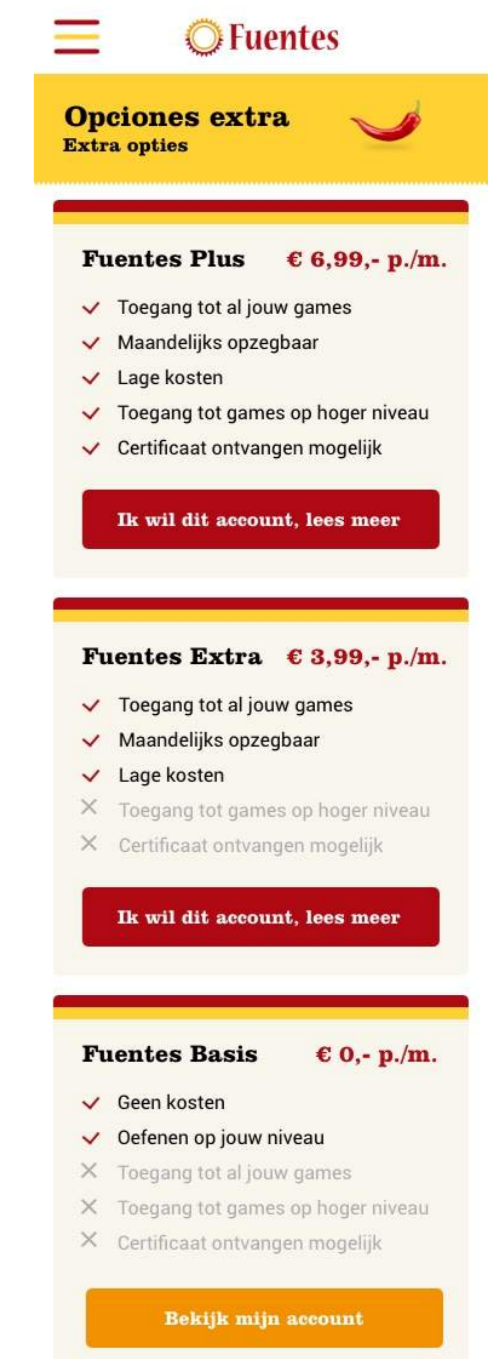 Fuentes
Opciones extra
Extra opties
Fuentes Plus € 6,99,- p./m.
Toegang tot al jouw games
Maandelijks opzegbaar
Lage kosten
Toegang tot games op hoger niveau
Certificaat ontvangen mogelijk
Ik wil dit account, lees meer
Fuentes Extra € 3,99,- p./m.
Toegang tot al jouw games
Maandelijks opzegbaar
Lage kosten
Toegang tot games op hoger niveau
Certificaat ontvangen mogelijk
Ik wil dit account, lees meer
Fuentes Basis € 0,- p./m.
Geen kosten
Oefenen op jouw niveau
Toegang tot al jouw games
Toegang tot games op hoger niveau
Certificaat ontvangen mogelijk
Bekijk mijn account